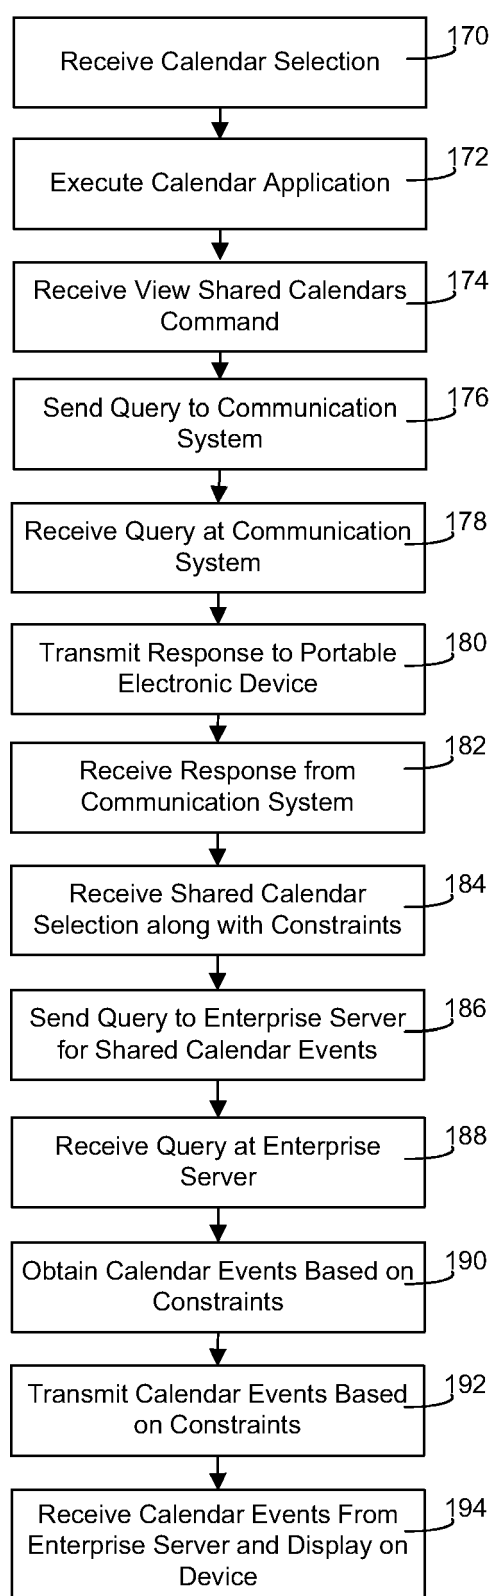 170
Receive Calendar Selection
172
Execute Calendar Application
174
Receive View Shared Calendars
Command
176
Send Query to Communication
System
178
Receive Query at Communication
System
180
Transmit Response to Portable
Electronic Device
182
Receive Response from
Communication System
184
Receive Shared Calendar
Selection along with Constraints
186
Send Query to Enterprise Server
for Shared Calendar Events
188
Receive Query at Enterprise
Server
190
Obtain Calendar Events Based on
Constraints
192
Transmit Calendar Events Based
on Constraints
194
Receive Calendar Events From
Enterprise Server and Display on
Device